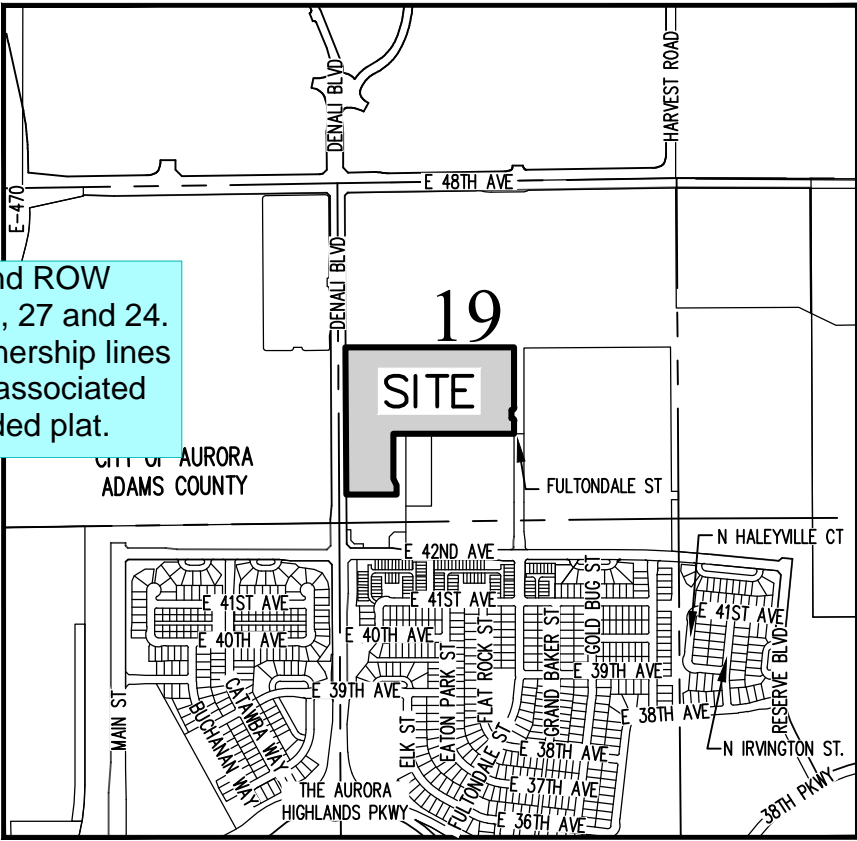 DENALI BLVD
HARVEST ROAD
E 48TH AVE
E-470
DENALI BLVD
nd ROW
, 27 and 24.
nership lines
associated
ded plat.
19
SITE
CITY OF AURORA
ADAMS COUNTY
FULTONDALE ST
N HALEYVILLE CT
E 42ND AVE
GOLD BUG ST
E 41ST AVE
E 41ST AVE
E 41ST AVE
E 40TH AVE
E 40TH AVE
FLAT ROCK ST
GRAND BAKER ST
EATON PARK ST
E 39TH AVE
E 39TH AVE
RESERVE BLVD
MAIN ST
CATAWBA WAY
BUCHANAN WAY
ELK ST
E 38TH AVE
E 38TH AVE
N IRVINGTON ST.
FULTONDALE ST
E 37TH AVE
THE AURORA
HIGHLANDS PKWY
E 36TH AVE
38TH PKWY